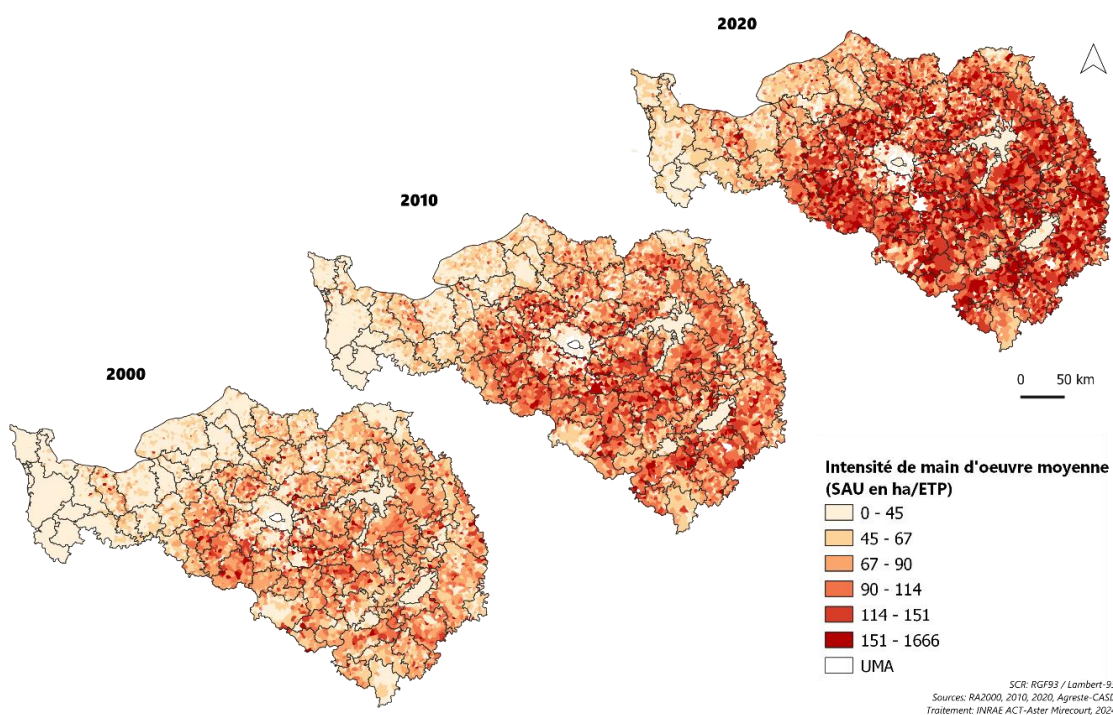 2020
2010
2000
0 50 km
Intensité de main d'oeuvre moyenne
(SAU en ha/ETP)
0 - 45
45 - 67
67 - 90
90 - 114
114 - 151
151 - 1666
UMA
SCR: RGF93 / Lambert-93
Sources: RA2000, 2010, 2020, Agreste-CASD
Traitement: INRAE ACT-Aster Mirecourt, 2024